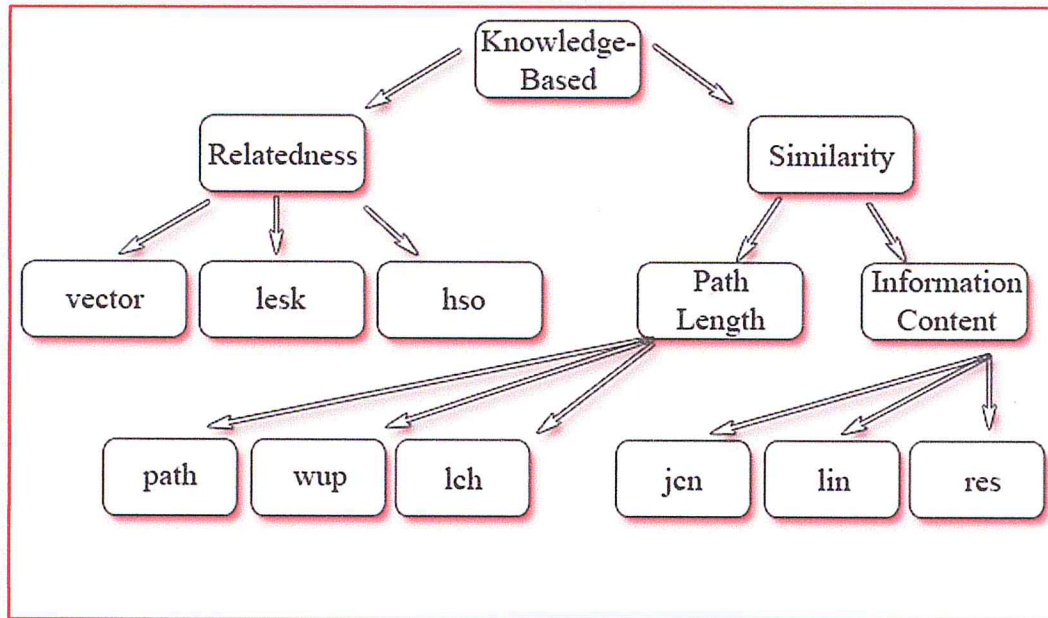 Knowledge-
Based
Relatedness
Similarity
vector
lesk
hso
Path
Length
Information
Content
path
wup
lch
jcn
lin
res